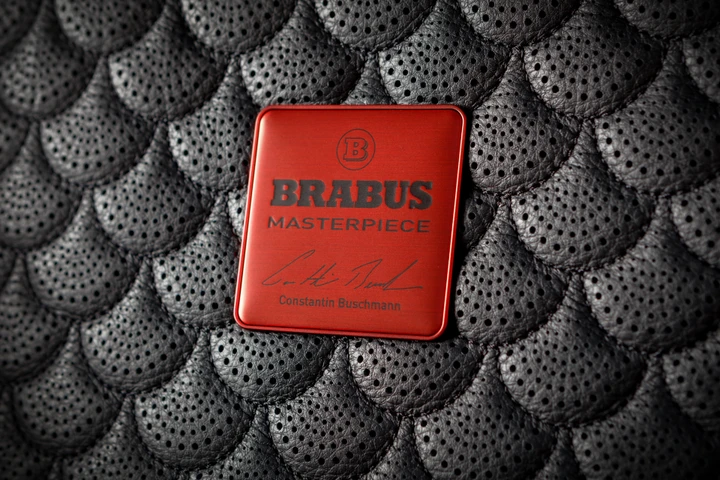 B
BRABUS
MASTERPIECE
Constantin Buschmann